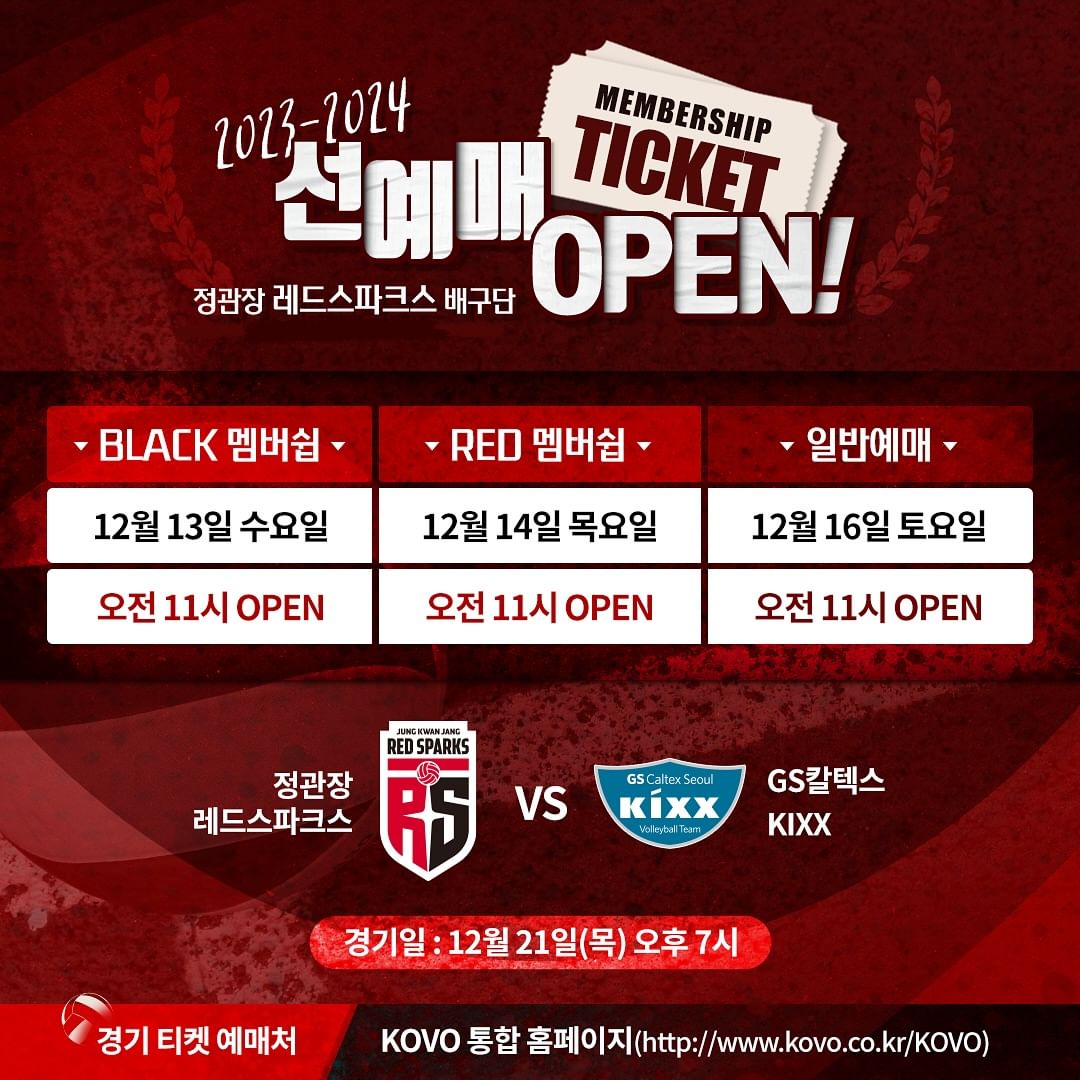 2023-2024
선예매
MEMBERSHIP
TICKET
OPEN!
정관장 레드스파크스 배구단
BLACK 멤버쉽
RED 멤버쉽
일반예매
12월 13일 수요일
12월 14일 목요일
12월 16일 토요일
오전 11시 OPEN
오전 11시 OPEN
오전 11시 OPEN
정관장
레드스파크스
JUNG KWAN JANG
RED SPARKS
RS
VS
GS Caltex Seoul
Kixx
Volleyball Team
GS칼텍스
KIXX
경기일 : 12월 21일(목) 오후 7시
경기 티켓 예매처
KOVO 통합 홈페이지(http://www.kovo.co.kr/KOVO)